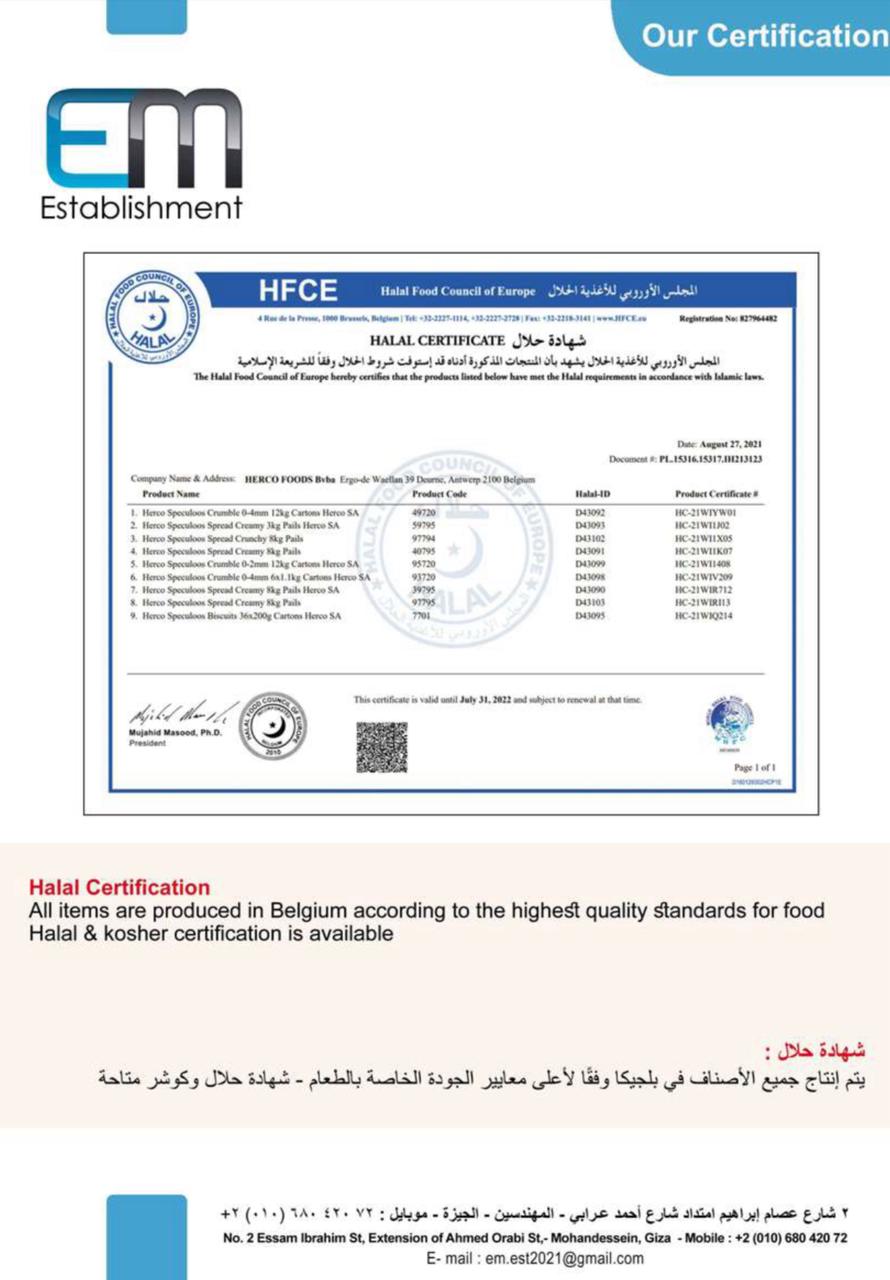 Our Certification
EM
Establishment
HALAL FOOD COUNCIL OF EUROPE
حلال
HALAL
HFCE
Halal Food Council of Europe المجلس الأوروبي للأغذية الحلال
4 Rue de la Presse, 1000 Brussels, Belgium | Tel: +32-2227-1114, +32-2227-2728 | Fax: +32-2218-3141 | www.HFCE.eu
Registration No: 827964482
HALAL CERTIFICATE شهادة حلال
المجلس الأوروبي للأغذية الحلال يشهد بأن المنتجات المذكورة أدناه قد إستوفت شروط الحلال وفقاً للشريعة الإسلامية
The Halal Food Council of Europe hereby certifies that the products listed below have met the Halal requirements in accordance with Islamic laws.
Date: August 27, 2021
Document #: PL.15316.15317.IH213123
Company Name & Address: HERCO FOODS Bvba Ergo-de Waellan 39 Deurne, Antwerp 2100 Belgium
Product Name Product Code Halal-ID Product Certificate #
1. Herco Speculoos Crumble 0-4mm 12kg Cartons Herco SA 49720 D43092 HC-21WIYW01
2. Herco Speculoos Spread Creamy 3kg Pails Herco SA 59795 D43093 HC-21WI1J02
3. Herco Speculoos Spread Crunchy 8kg Pails 97794 D43102 HC-21WI1X05
4. Herco Speculoos Spread Creamy 8kg Pails 40795 D43091 HC-21WI1K07
5. Herco Speculoos Crumble 0-2mm 12kg Cartons Herco SA 95720 D43099 HC-21WI1408
6. Herco Speculoos Crumble 0-4mm 6x1.1kg Cartons Herco SA 93720 D43098 HC-21WIV209
7. Herco Speculoos Spread Creamy 8kg Pails Herco SA 39795 D43090 HC-21WIR712
8. Herco Speculoos Spread Creamy 8kg Pails 97795 D43103 HC-21WIRI13
9. Herco Speculoos Biscuits 36x200g Cartons Herco SA 7701 D43095 HC-21WIQ214
This certificate is valid until July 31, 2022 and subject to renewal at that time.
Mujahid Masood, Ph.D.
President
HALAL FOOD COUNCIL OF EUROPE
2010
Page 1 of 1
Halal Certification
All items are produced in Belgium according to the highest quality standards for food
Halal & kosher certification is available
شهادة حلال :
يتم إنتاج جميع الأصناف في بلجيكا وفقًا لأعلى معايير الجودة الخاصة بالطعام - شهادة حلال وكوشر متاحة
٢ شارع عصام إبراهيم امتداد شارع أحمد عرابي - المهندسين - الجيزة - موبايل : ٧٢ ٤٢٠ ٦٨٠ (٠١٠) ٢+
No. 2 Essam Ibrahim St, Extension of Ahmed Orabi St,- Mohandessein, Giza - Mobile : +2 (010) 680 420 72
E- mail : em.est2021@gmail.com